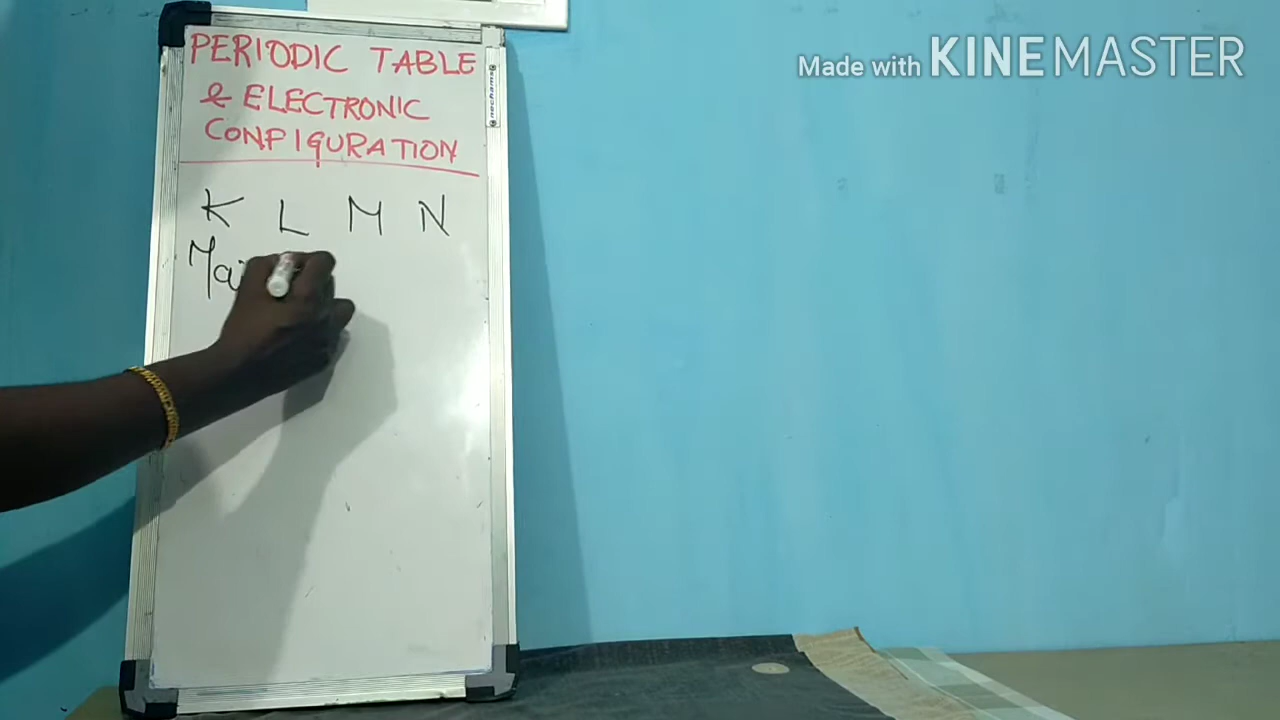 Made with KINEMASTER
PERIODIC TABLE
& ELECTRONIC
CONFIGURATION
K L M N